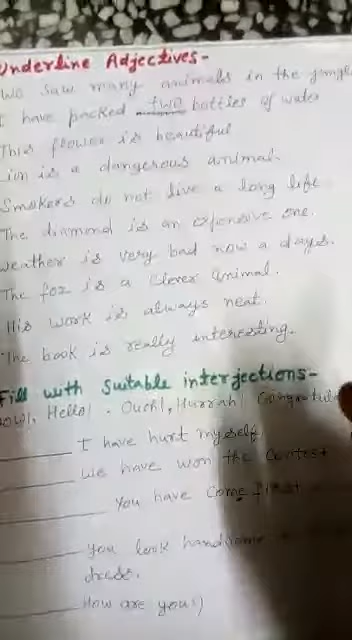 Underline Adjectives-
We saw many animals in the jungle
I have packed two bottles of water
This flower is beautiful
Lion is a dangerous animal.
Smokers do not live a long life.
The diamond is an expensive one.
weather is very bad now a days.
The fox is a clever animal.
His work is always neat.
The book is really interesting.
Fill with suitable interjections-
Hello! Ouch!, Hurrah!
I have hurt myself
We have won the contest
You have come first
you look handsome
dress.
How are you?)